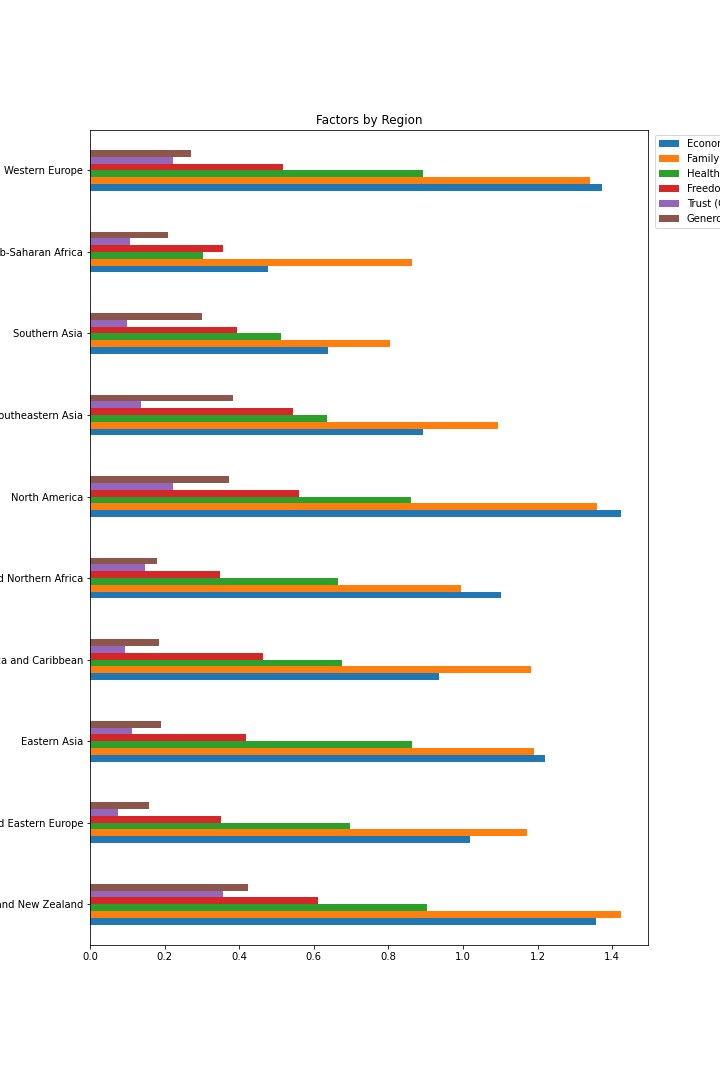 Factors by Region
Western Europe
b-Saharan Africa
Southern Asia
outheastern Asia
North America
d Northern Africa
a and Caribbean
Eastern Asia
d Eastern Europe
and New Zealand
0.0 0.2 0.4 0.6 0.8 1.0 1.2 1.4
Econo
Family
Health
Freedo
Trust (
Genero